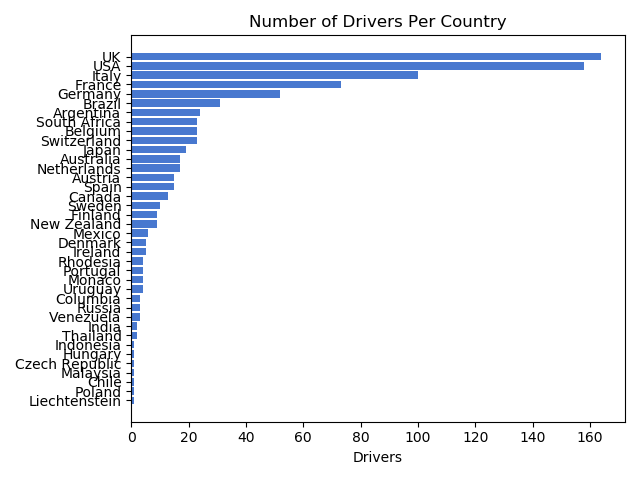 Number of Drivers Per Country
UK
USA
Italy
France
Germany
Brazil
Argentina
South Africa
Belgium
Switzerland
Japan
Australia
Netherlands
Austria
Spain
Canada
Sweden
Finland
New Zealand
Mexico
Denmark
Ireland
Rhodesia
Portugal
Monaco
Uruguay
Columbia
Russia
Venezuela
India
Thailand
Indonesia
Hungary
Czech Republic
Malaysia
Chile
Poland
Liechtenstein
0 20 40 60 80 100 120 140 160
Drivers